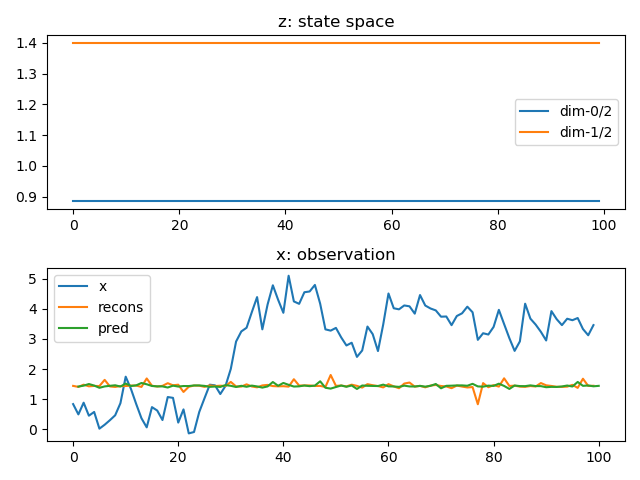 z: state space
1.4
1.3
1.2
1.1
1.0
0.9
dim-0/2
dim-1/2
0 20 40 60 80 100
x: observation
5
4
3
2
1
0
x
recons
pred
0 20 40 60 80 100